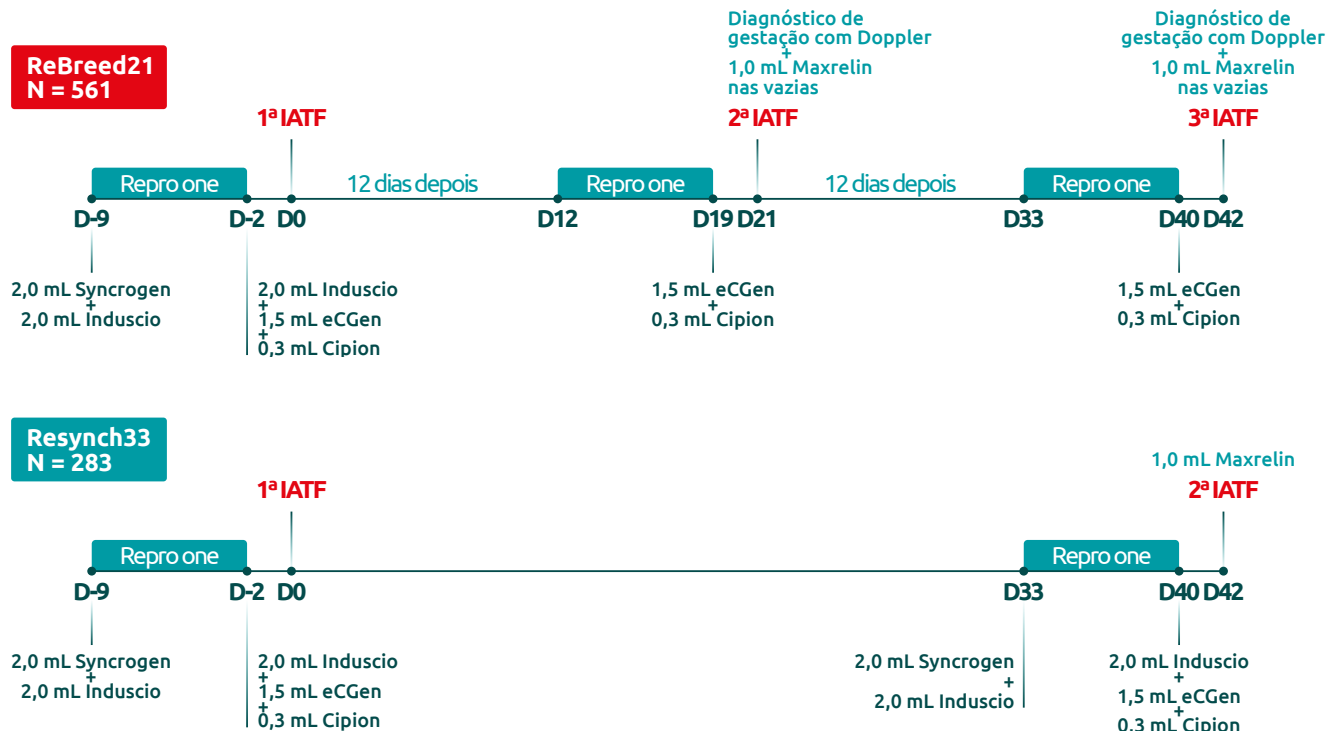 Diagnóstico de
gestação com Doppler
+
1,0 mL Maxrelin
nas vazias
Diagnóstico de
gestação com Doppler
+
1,0 mL Maxrelin
nas vazias
ReBreed21
N = 561
1ª IATF
2ª IATF
3ª IATF
Repro one
12 dias depois
Repro one
12 dias depois
Repro one
D-9
D-2
D0
D12
D19
D21
D33
D40
D42
2,0 mL Syncrogen
+
2,0 mL Induscio
2,0 mL Induscio
+
1,5 mL eCGen
+
0,3 mL Cipion
1,5 mL eCGen
+
0,3 mL Cipion
1,5 mL eCGen
+
0,3 mL Cipion
Resynch33
N = 283
1,0 mL Maxrelin
1ª IATF
2ª IATF
Repro one
Repro one
D-9
D-2
D0
D33
D40
D42
2,0 mL Syncrogen
+
2,0 mL Induscio
2,0 mL Induscio
+
1,5 mL eCGen
+
0,3 mL Cipion
2,0 mL Syncrogen
+
2,0 mL Induscio
2,0 mL Induscio
+
1,5 mL eCGen
+
0,3 mL Cipion